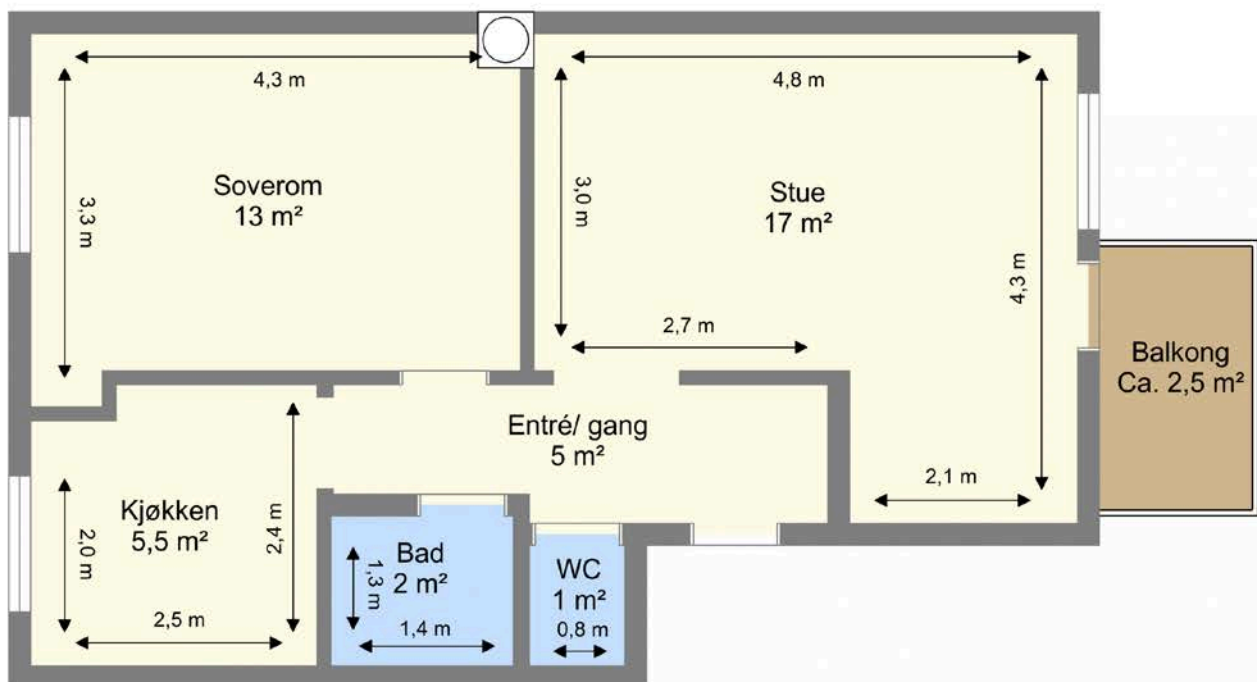 4,3 m
4,8 m
3,3 m
Soverom
13 m²
3,0 m
Stue
17 m²
4,3 m
2,7 m
Balkong
Ca. 2,5 m²
Entré/ gang
5 m²
2,1 m
Kjøkken
5,5 m²
2,0 m
2,4 m
2,5 m
Bad
2 m²
1,3 m
1,4 m
WC
1 m²
0,8 m